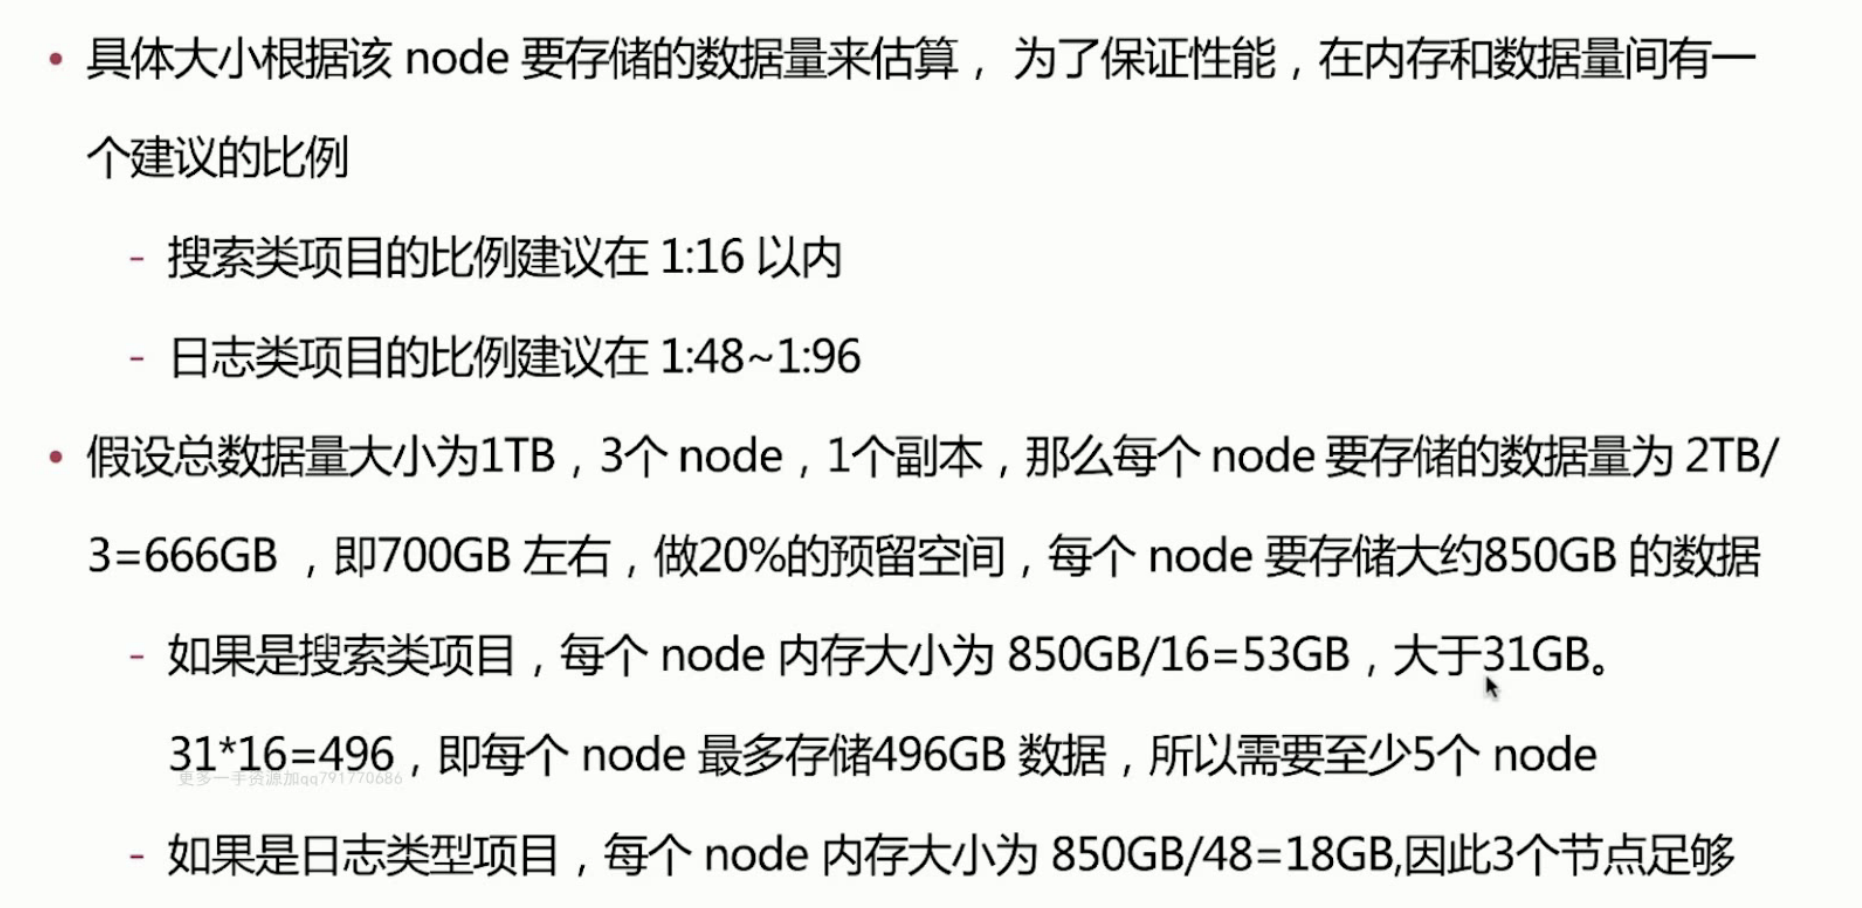 • 具体大小根据该 node 要存储的数据量来估算， 为了保证性能，在内存和数据量间有一
个建议的比例
- 搜索类项目的比例建议在 1:16 以内
- 日志类项目的比例建议在 1:48~1:96
• 假设总数据量大小为1TB，3个 node，1个副本，那么每个 node 要存储的数据量为 2TB/
3=666GB ，即700GB 左右，做20%的预留空间，每个 node 要存储大约850GB 的数据
- 如果是搜索类项目，每个 node 内存大小为 850GB/16=53GB，大于31GB。
31*16=496，即每个 node 最多存储496GB 数据，所以需要至少5个 node
更多一手资源加qq791770686
- 如果是日志类型项目，每个 node 内存大小为 850GB/48=18GB,因此3个节点足够